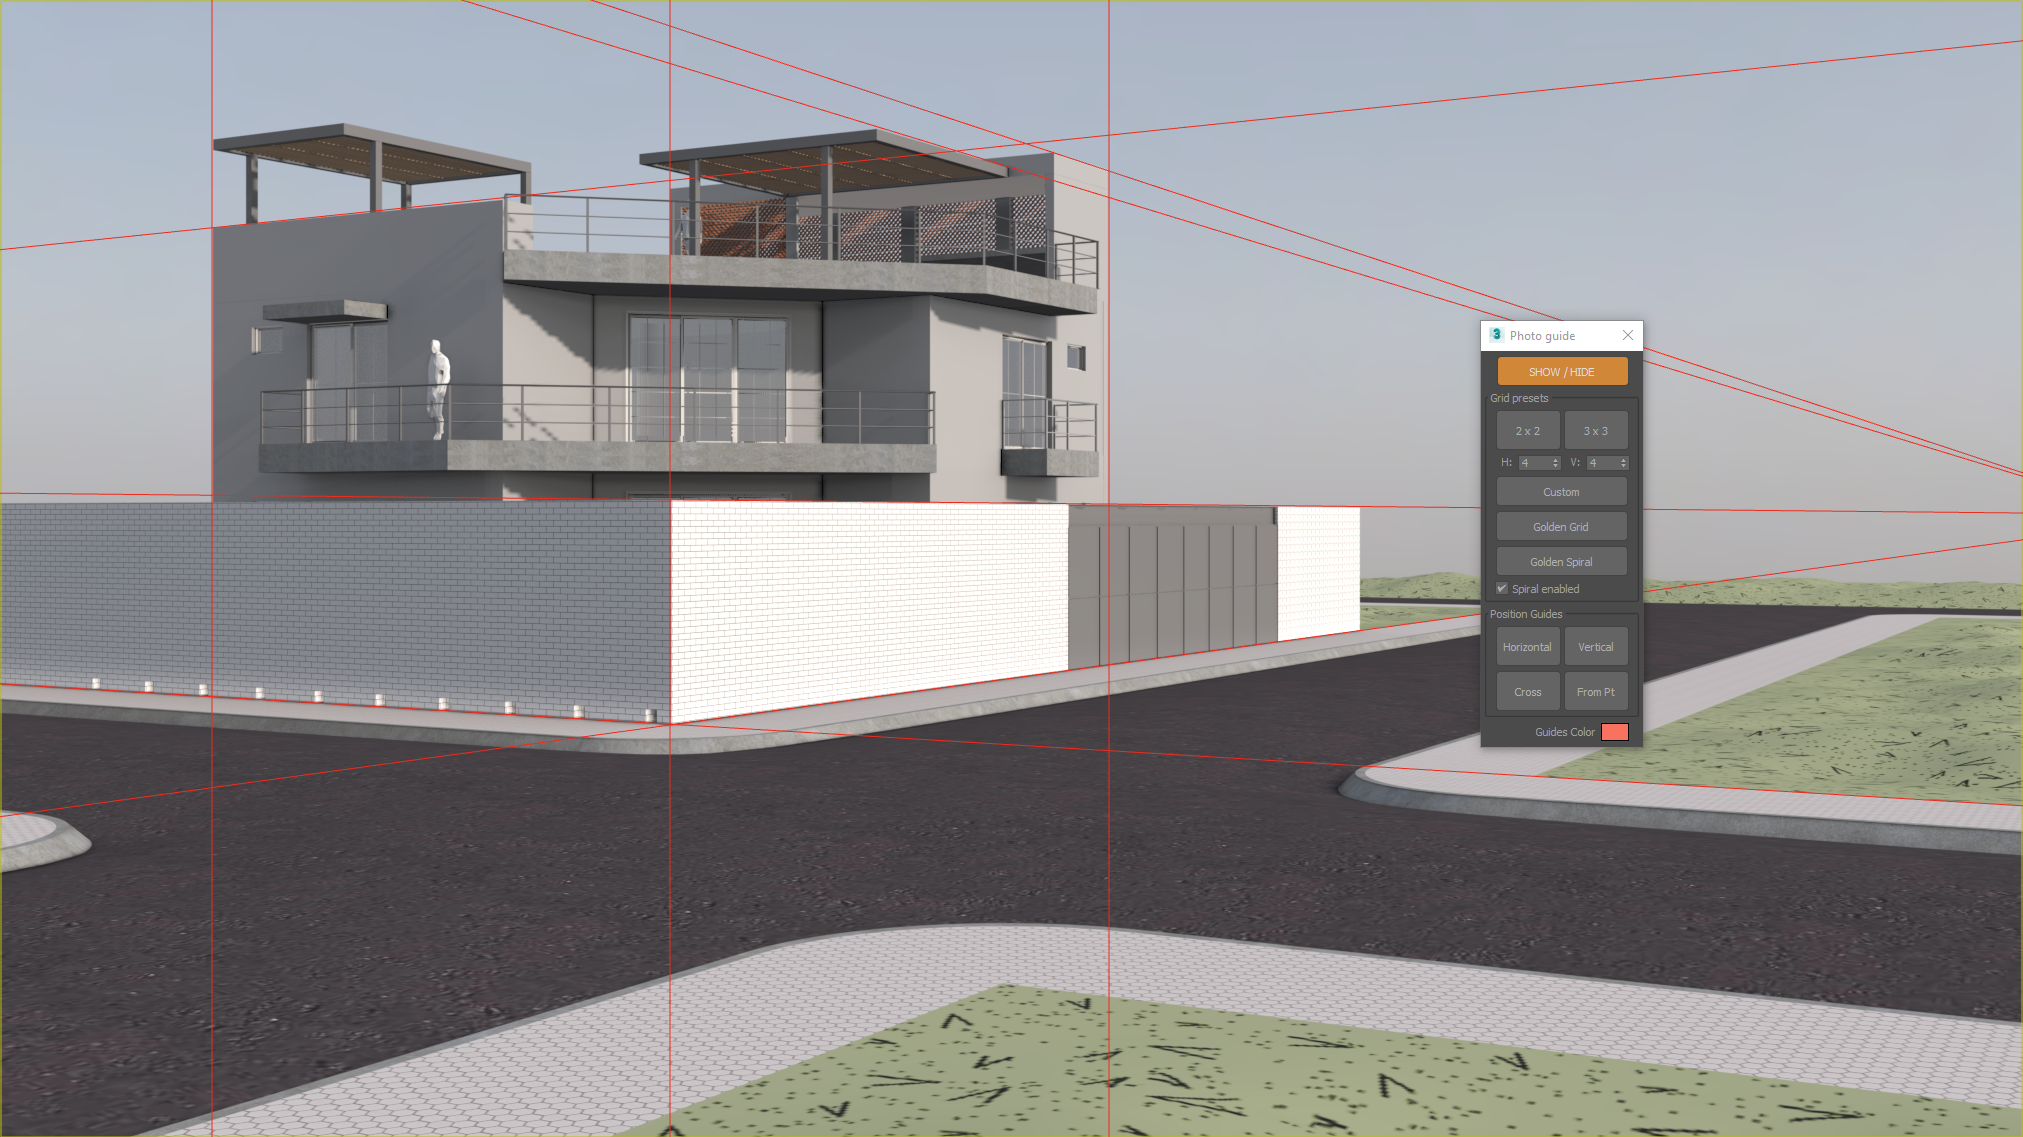 3 Photo guide
SHOW / HIDE
Grid presets
2 x 2
3 x 3
H: 4 V: 4
Custom
Golden Grid
Golden Spiral
Spiral enabled
Position Guides
Horizontal
Vertical
Cross
From Pt
Guides Color